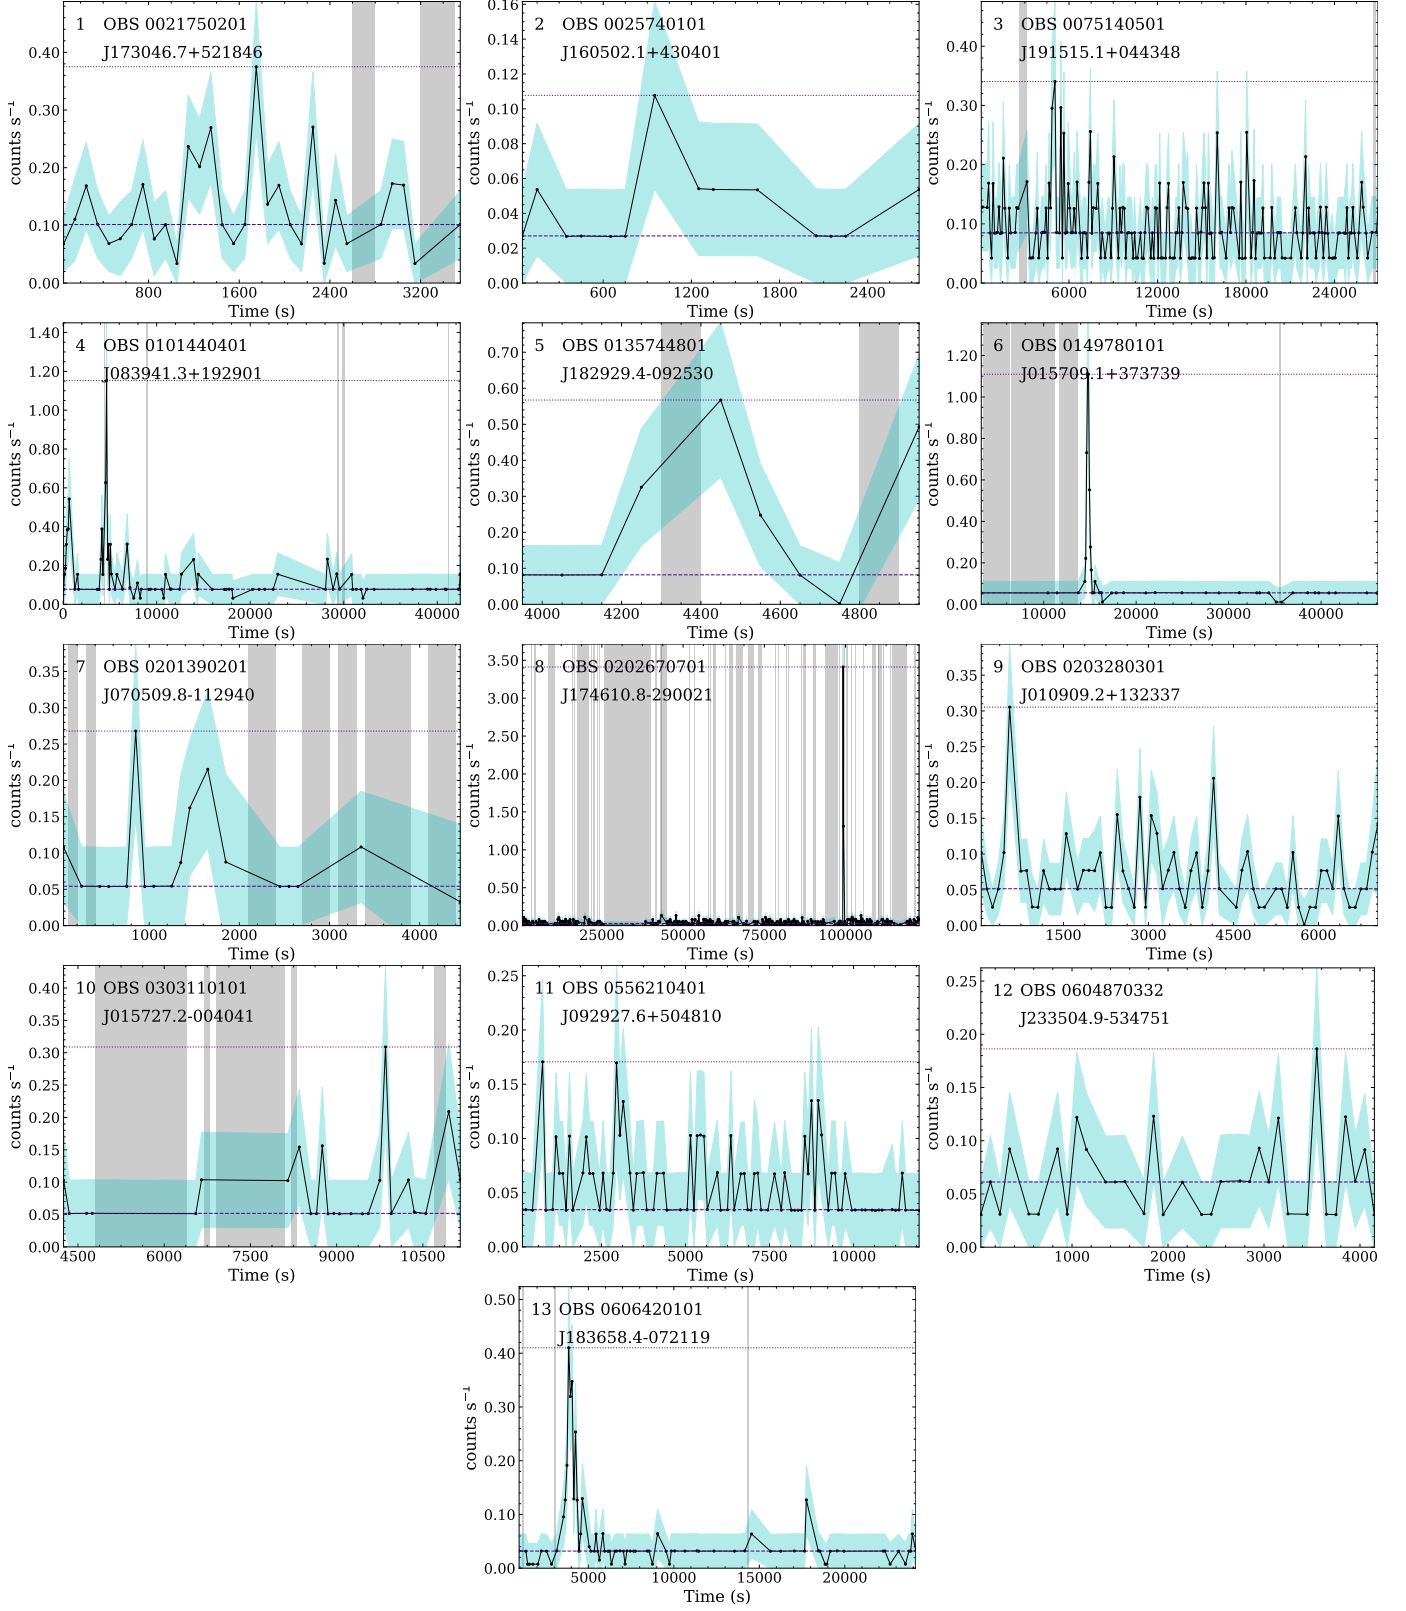 1 OBS 0021750201
J173046.7+521846
counts s⁻¹
0.40
0.30
0.20
0.10
0.00
800 1600 2400 3200
Time (s)
2 OBS 0025740101
J160502.1+430401
counts s⁻¹
0.16
0.14
0.12
0.10
0.08
0.06
0.04
0.02
0.00
600 1200 1800 2400
Time (s)
3 OBS 0075140501
J191515.1+044348
counts s⁻¹
0.40
0.30
0.20
0.10
0.00
6000 12000 18000 24000
Time (s)
4 OBS 0101440401
J083941.3+192901
counts s⁻¹
1.40
1.20
1.00
0.80
0.60
0.40
0.20
0.00
0 10000 20000 30000 40000
Time (s)
5 OBS 0135744801
J182929.4-092530
counts s⁻¹
0.70
0.60
0.50
0.40
0.30
0.20
0.10
0.00
4000 4200 4400 4600 4800
Time (s)
6 OBS 0149780101
J015709.1+373739
counts s⁻¹
1.20
1.00
0.80
0.60
0.40
0.20
0.00
10000 20000 30000 40000
Time (s)
7 OBS 0201390201
J070509.8-112940
counts s⁻¹
0.35
0.30
0.25
0.20
0.15
0.10
0.05
0.00
1000 2000 3000 4000
Time (s)
8 OBS 0202670701
J174610.8-290021
counts s⁻¹
3.50
3.00
2.50
2.00
1.50
1.00
0.50
0.00
25000 50000 75000 100000
Time (s)
9 OBS 0203280301
J010909.2+132337
counts s⁻¹
0.35
0.30
0.25
0.20
0.15
0.10
0.05
0.00
1500 3000 4500 6000
Time (s)
10 OBS 0303110101
J015727.2-004041
counts s⁻¹
0.40
0.35
0.30
0.25
0.20
0.15
0.10
0.05
0.00
4500 6000 7500 9000 10500
Time (s)
11 OBS 0556210401
J092927.6+504810
counts s⁻¹
0.25
0.20
0.15
0.10
0.05
0.00
2500 5000 7500 10000
Time (s)
12 OBS 0604870332
J233504.9-534751
counts s⁻¹
0.25
0.20
0.15
0.10
0.05
0.00
1000 2000 3000 4000
Time (s)
13 OBS 0606420101
J183658.4-072119
counts s⁻¹
0.50
0.40
0.30
0.20
0.10
0.00
5000 10000 15000 20000
Time (s)